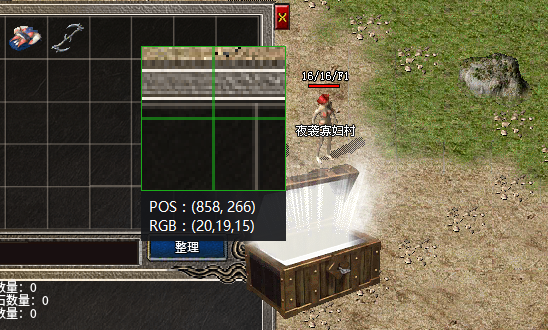 16/16/F1
夜袭寡妇村
POS : (858, 266)
RGB : (20,19,15)
整理
数量: 0
石数量: 0
数量: 0